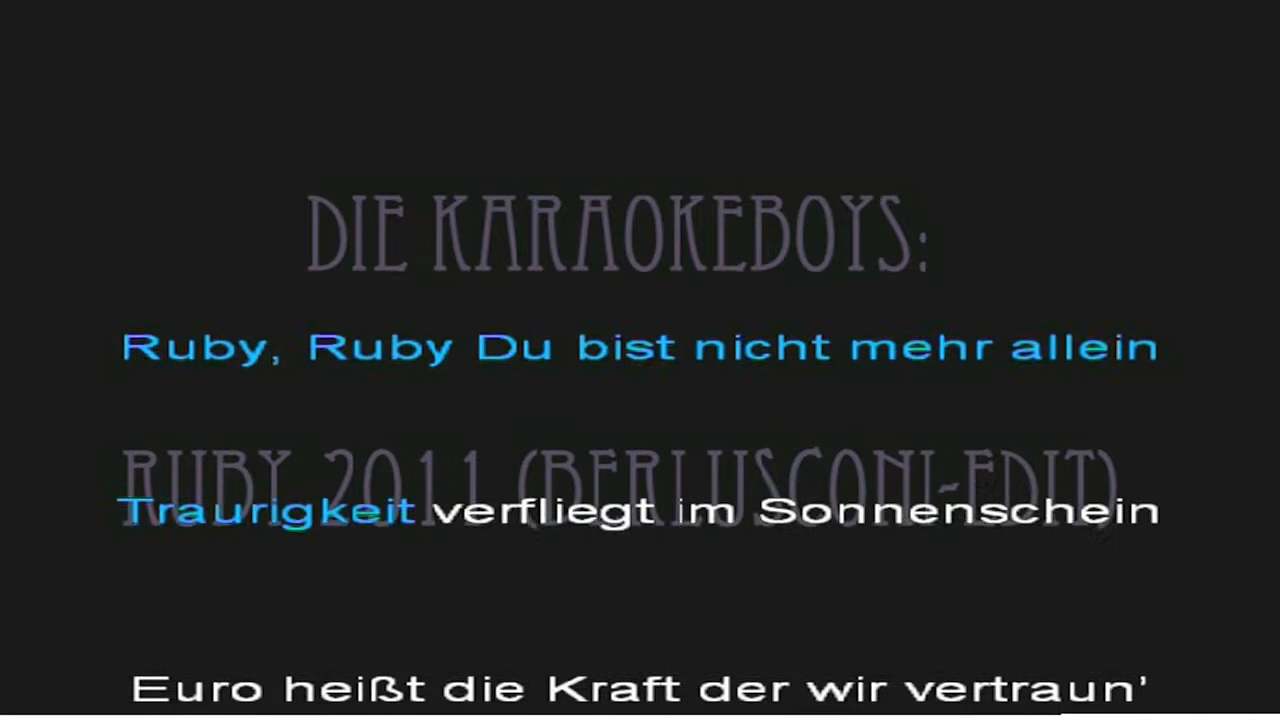 DIE KARAOKEBOYS:
Ruby, Ruby Du bist nicht mehr allein
RUBY 2011 (BERLUSCONI-EDIT)
Traurigkeit verfliegt im Sonnenschein
Euro heißt die Kraft der wir vertraun'